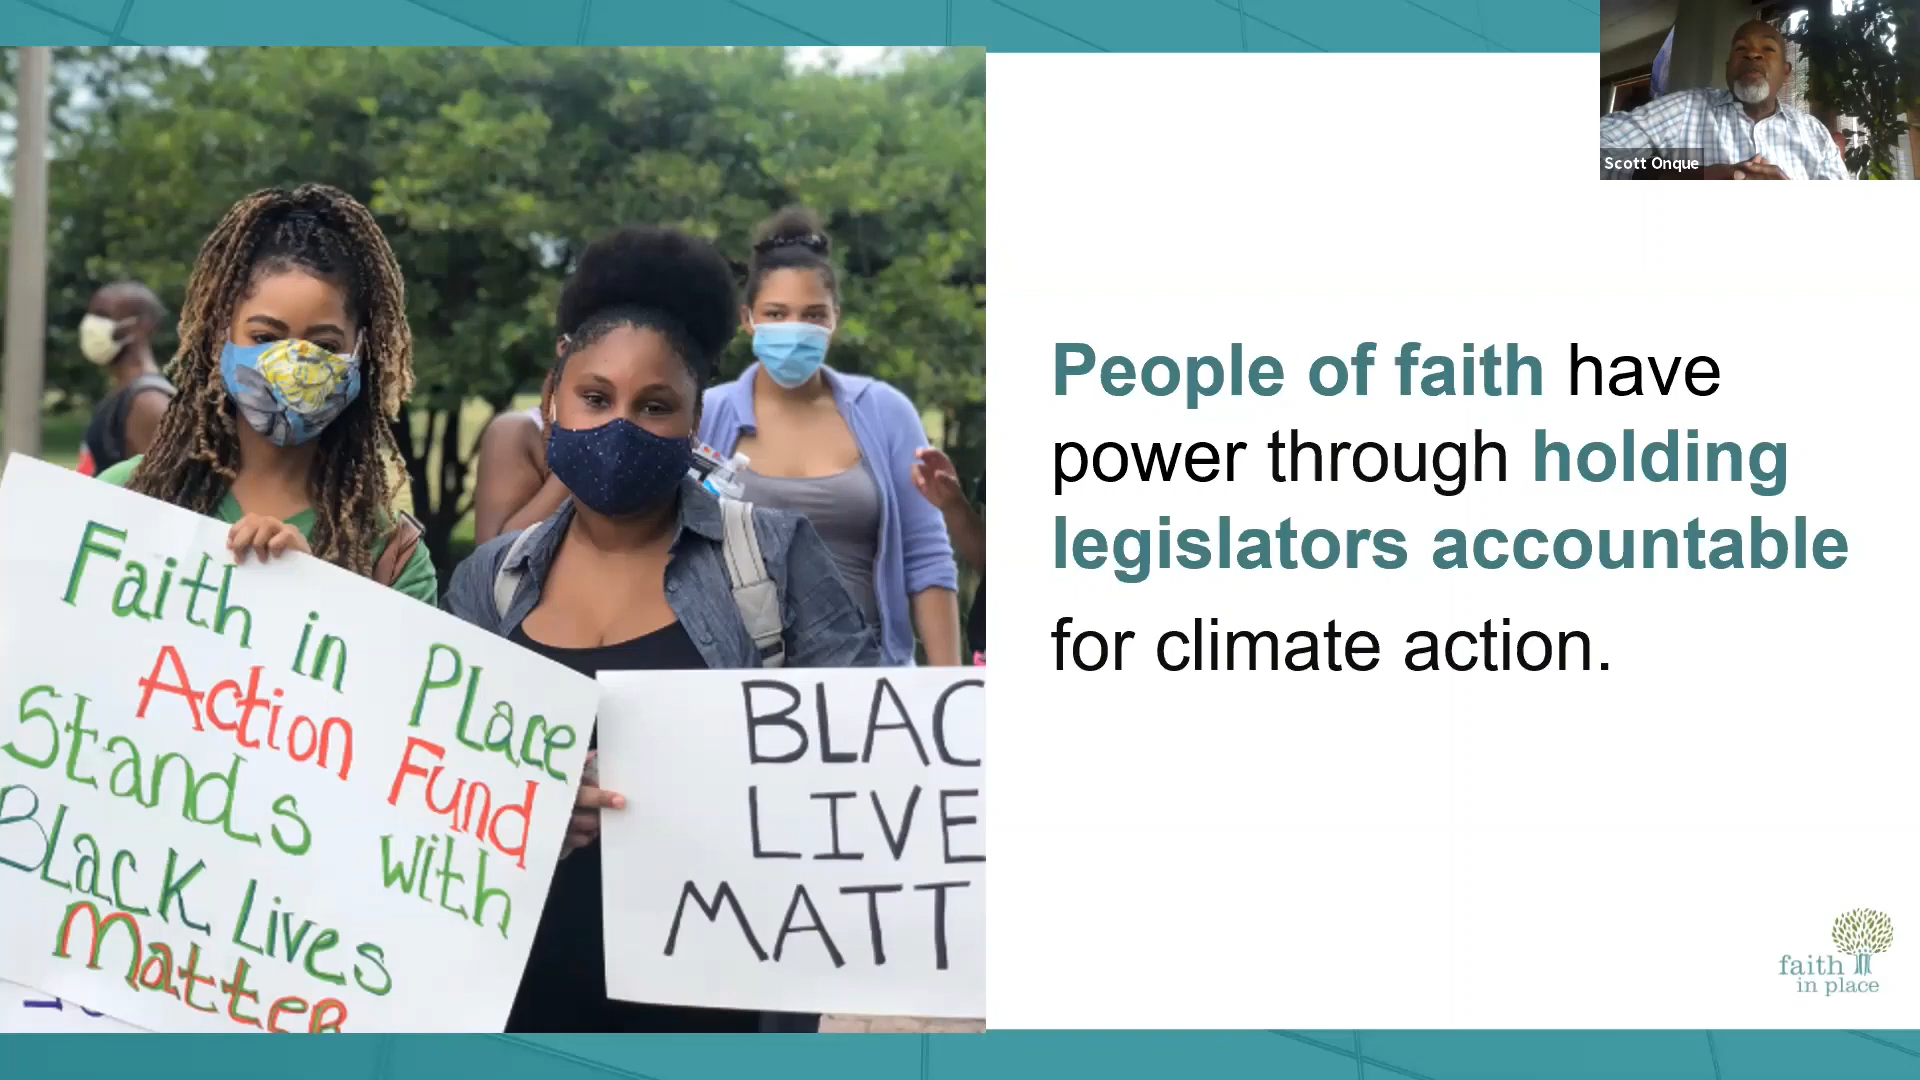 Scott Onque
People of faith have
power through holding
legislators accountable
for climate action.
Faith in Place
Action Fund
Stands with
Black Lives
Matter
BLAC
LIVE
MATT
faith
in place